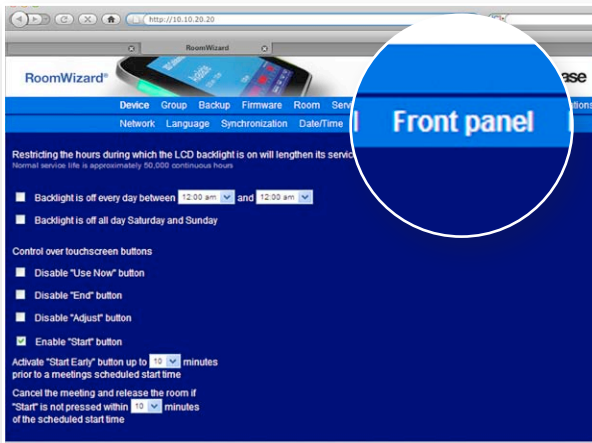 http://10.10.20.20
RoomWizard
RoomWizard®
ase
Device Group Backup Firmware Room Serv
tions
Network Language Synchronization Date/Time
Front panel
Restricting the hours during which the LCD backlight is on will lengthen its servic
Normal service life is approximately 50,000 continuous hours
Backlight is off every day between 12:00 am and 12:00 am
Backlight is off all day Saturday and Sunday
Control over touchscreen buttons
Disable "Use Now" button
Disable "End" button
Disable "Adjust" button
Enable "Start" button
Activate "Start Early" button up to 10 minutes
prior to a meetings scheduled start time
Cancel the meeting and release the room if
"Start" is not pressed within 10 minutes
of the scheduled start time